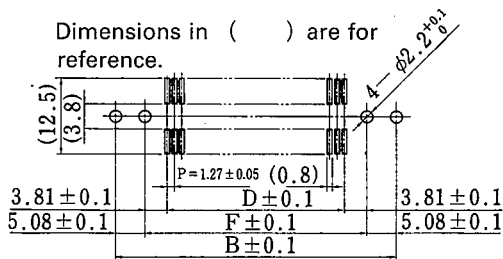 Dimensions in (    ) are for
reference.
4－φ2.2+0.1 0
(12.5)
(3.8)
P=1.27±0.05 (0.8)
3.81±0.1 D±0.1 3.81±0.1
5.08±0.1 F±0.1 5.08±0.1
B±0.1